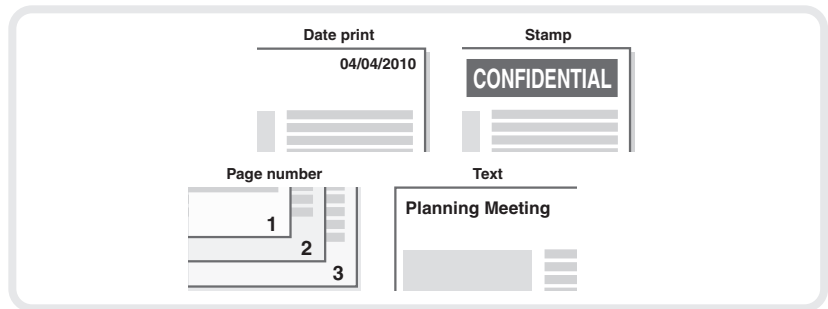 Date print
Stamp
04/04/2010
CONFIDENTIAL
Page number
Text
1
2
3
Planning Meeting